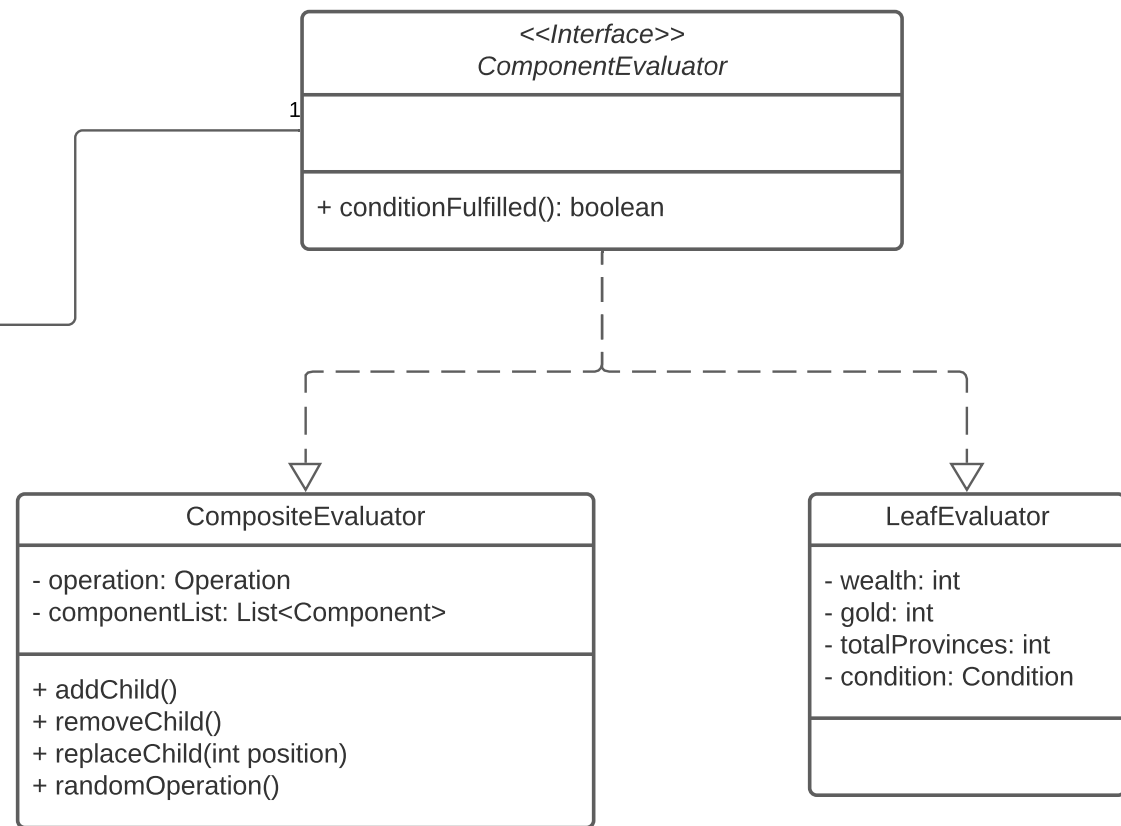 <<Interface>>
ComponentEvaluator
1
+ conditionFulfilled(): boolean
CompositeEvaluator
- operation: Operation
- componentList: List<Component>
+ addChild()
+ removeChild()
+ replaceChild(int position)
+ randomOperation()
LeafEvaluator
- wealth: int
- gold: int
- totalProvinces: int
- condition: Condition